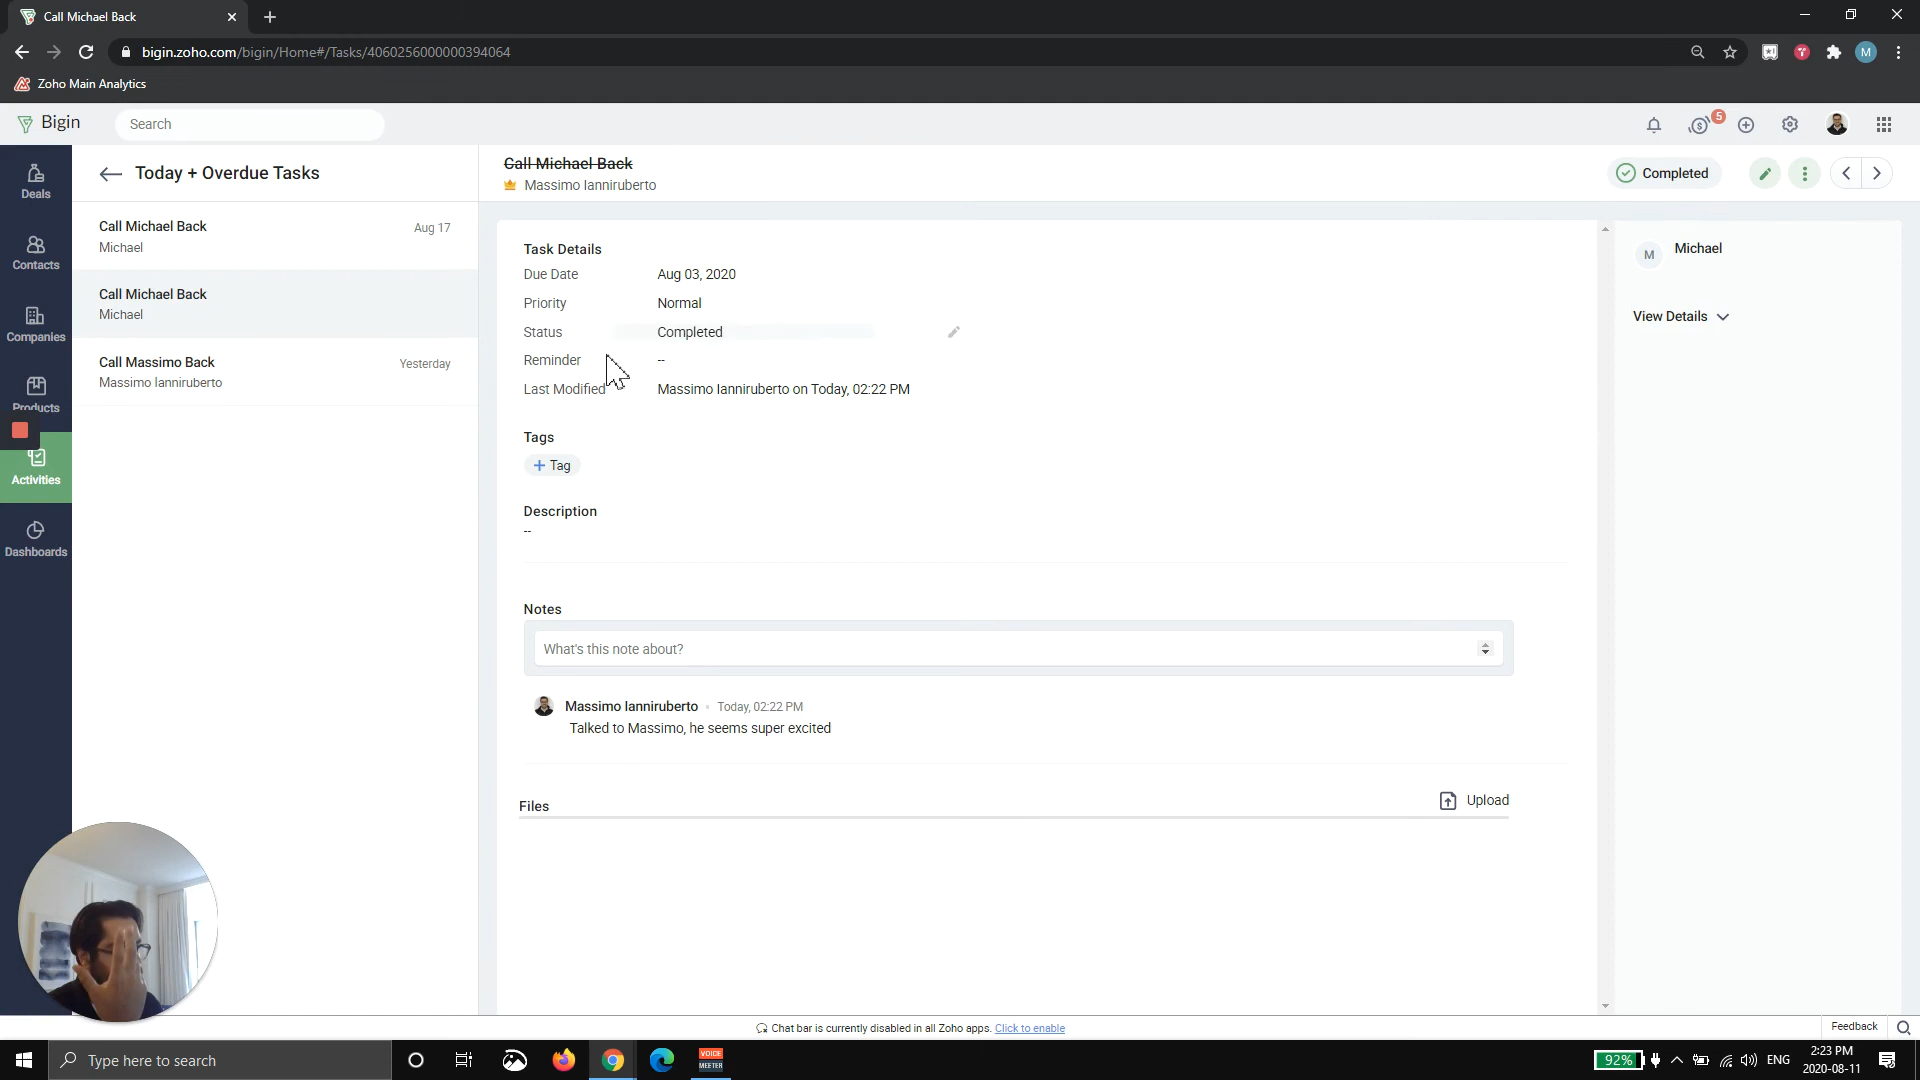 Call Michael Back
bigin.zoho.com/bigin/Home#/Tasks/4060256000000394064
M
Zoho Main Analytics
Bigin
Search
5
Deals
Contacts
Companies
Products
Activities
Dashboards
Today + Overdue Tasks
Call Michael Back
Aug 17
Michael
Call Michael Back
Michael
Call Massimo Back
Yesterday
Massimo Ianniruberto
Call Michael Back
Massimo Ianniruberto
Completed
Task Details
Due Date Aug 03, 2020
Priority Normal
Status Completed
Reminder --
Last Modified Massimo Ianniruberto on Today, 02:22 PM
Tags
+ Tag
Description
--
Notes
What's this note about?
Massimo Ianniruberto • Today, 02:22 PM
Talked to Massimo, he seems super excited
Files
Upload
M
Michael
View Details
Chat bar is currently disabled in all Zoho apps. Click to enable
Feedback
Type here to search
VOICE
MEETER
92%
ENG
2:23 PM
2020-08-11